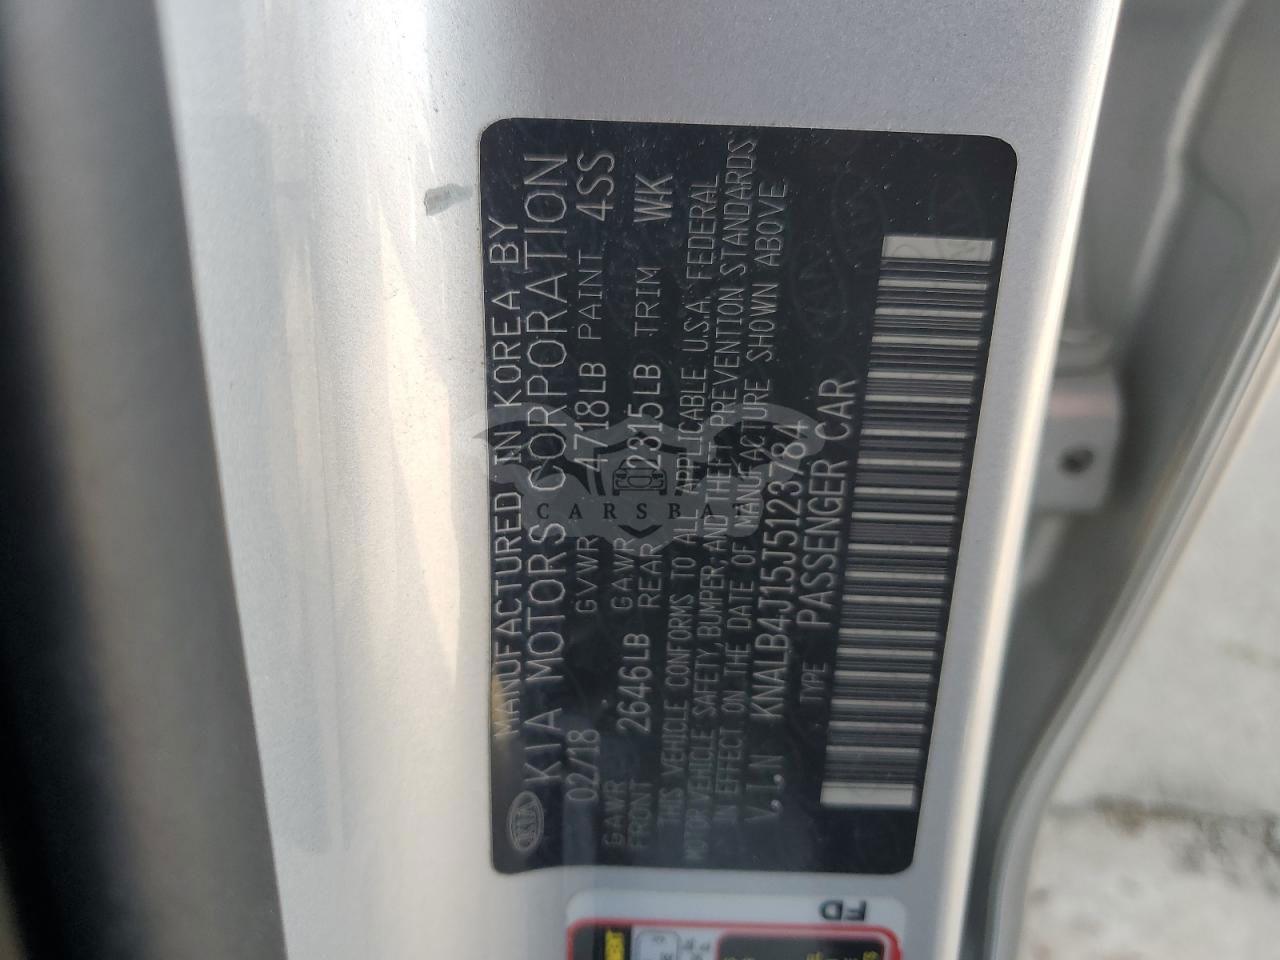 KIA
MANUFACTURED IN KOREA BY
KIA MOTORS CORPORATION
02/18 GVWR 4718LB PAINT 4SS
GAWR FRONT 2646LB GAWR REAR 2315LB TRIM WK
THIS VEHICLE CONFORMS TO ALL APPLICABLE U.S.A. FEDERAL
MOTOR VEHICLE SAFETY, BUMPER, AND THEFT PREVENTION STANDARDS
IN EFFECT ON THE DATE OF MANUFACTURE SHOWN ABOVE.
V.I.N KNALB4J15J5123784
TYPE PASSENGER CAR
FD
CARSBAT